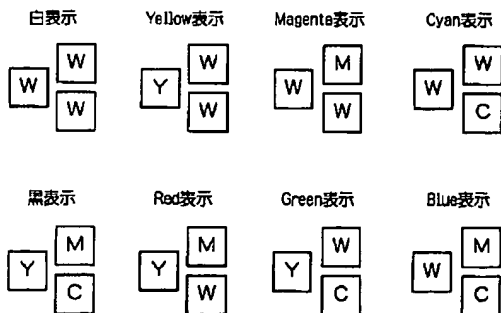 白表示 Yellow表示 Magenta表示 Cyan表示
W W M W
W Y W W
W W W C
黒表示 Red表示 Green表示 Blue表示
M M W M
Y Y Y W
C W C C